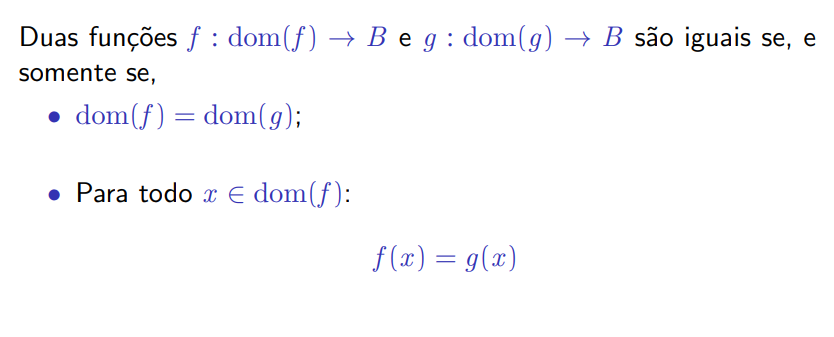 Duas funções f : dom(f) → B e g : dom(g) → B são iguais se, e
somente se,
• dom(f) = dom(g);
• Para todo x ∈ dom(f):
f(x) = g(x)